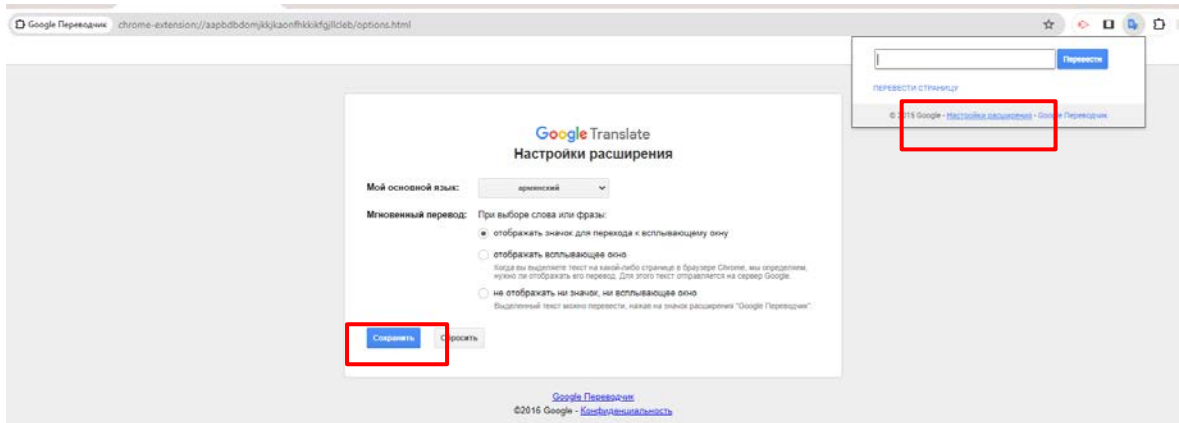 Google Переводчик chrome-extension://aapbdbdomjkkjkaonfhkkikfgjllcleb/options.html
Перевести
ПЕРЕВЕСТИ СТРАНИЦУ
© 2015 Google - Настройка расширения - Google Переводчик
Google Translate
Настройки расширения
Мой основной язык: армянский
Мгновенный перевод: При выборе слова или фразы:
отображать значок для перехода к всплывающему окну
отображать всплывающее окно
Когда вы выделяете текст на какой-либо странице в браузере Chrome, мы определяем,
нужно ли отображать его перевод. Для этого текст отправляется на сервер Google.
не отображать ни значок, ни всплывающее окно
Выделенный текст можно перевести, нажав на значок расширения "Google Переводчик".
Сохранить Сбросить
Google Переводчик
©2016 Google - Конфиденциальность